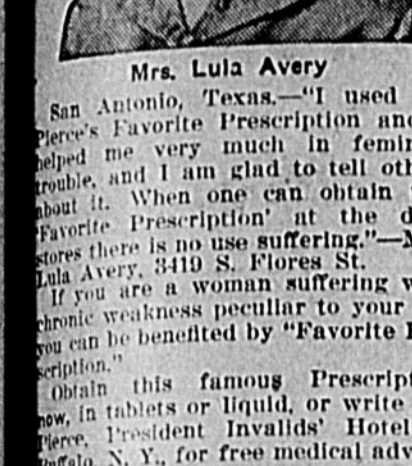 Mrs. Lula Avery
San Antonio, Texas.—"I used
Pierce's Favorite Prescription and
helped me very much in femin
trouble, and I am glad to tell oth
about it. When one can obtain
'Favorite Prescription' at the d
stores there is no use suffering."—M
Lula Avery, 3419 S. Flores St.
If you are a woman suffering w
chronic weakness peculiar to your
you can be benefited by "Favorite P
scription."
Obtain this famous Prescript
now, in tablets or liquid, or write
Pierce, President Invalids' Hotel
Buffalo, N. Y., for free medical adv